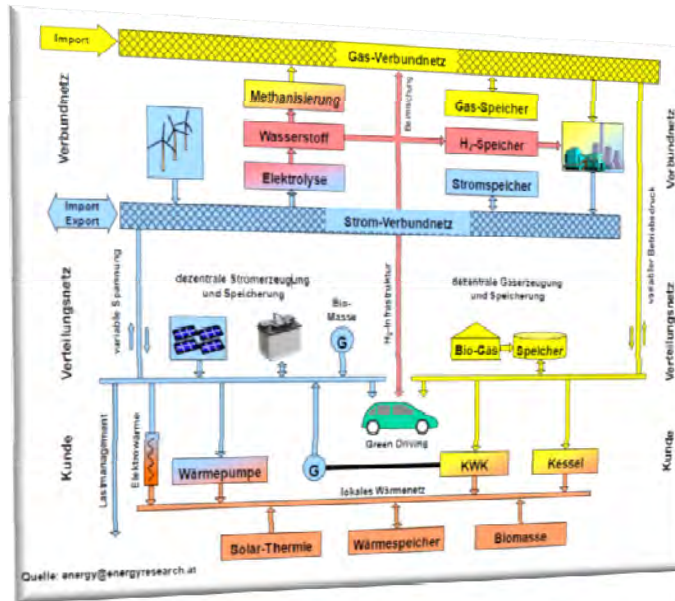 Import
Gas-Verbundnetz
Verbundnetz
Methanisierung
Beimischung
Gas-Speicher
Verbundnetz
Wasserstoff
H₂-Speicher
Elektrolyse
Stromspeicher
Import
Export
Strom-Verbundnetz
variabler Betriebsdruck
Verteilungsnetz
variable Spannung
dezentrale Stromerzeugung
und Speicherung
Bio-
Masse
G
H₂-Infrastruktur
dezentrale Gaserzeugung
und Speicherung
Bio-Gas
Speicher
Verteilungsnetz
Kunde
Lastmanagement
Elektrowärme
Wärmepumpe
Green Driving
G
KWK
Kessel
Kunde
lokales Wärmenetz
Solar-Thermie
Wärmespeicher
Biomasse
Quelle: energy@energyresearch.at